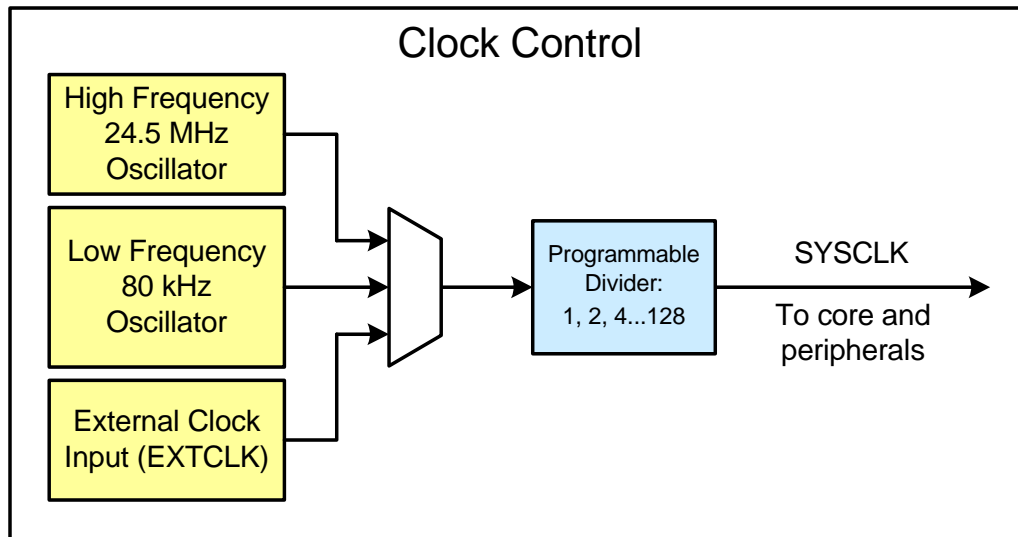 Clock Control
High Frequency
24.5 MHz
Oscillator
Low Frequency
80 kHz
Oscillator
External Clock
Input (EXTCLK)
Programmable
Divider:
1, 2, 4...128
SYSCLK
To core and
peripherals